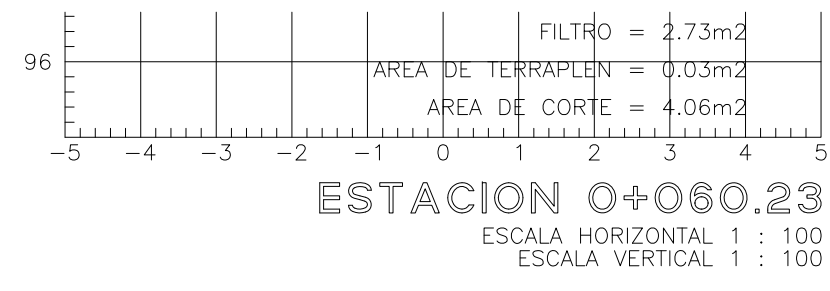 FILTRO = 2.73m2
96
AREA DE TERRAPLEN = 0.03m2
AREA DE CORTE = 4.06m2
-5 -4 -3 -2 -1 0 1 2 3 4 5
ESTACION 0+060.23
ESCALA HORIZONTAL 1 : 100
ESCALA VERTICAL 1 : 100